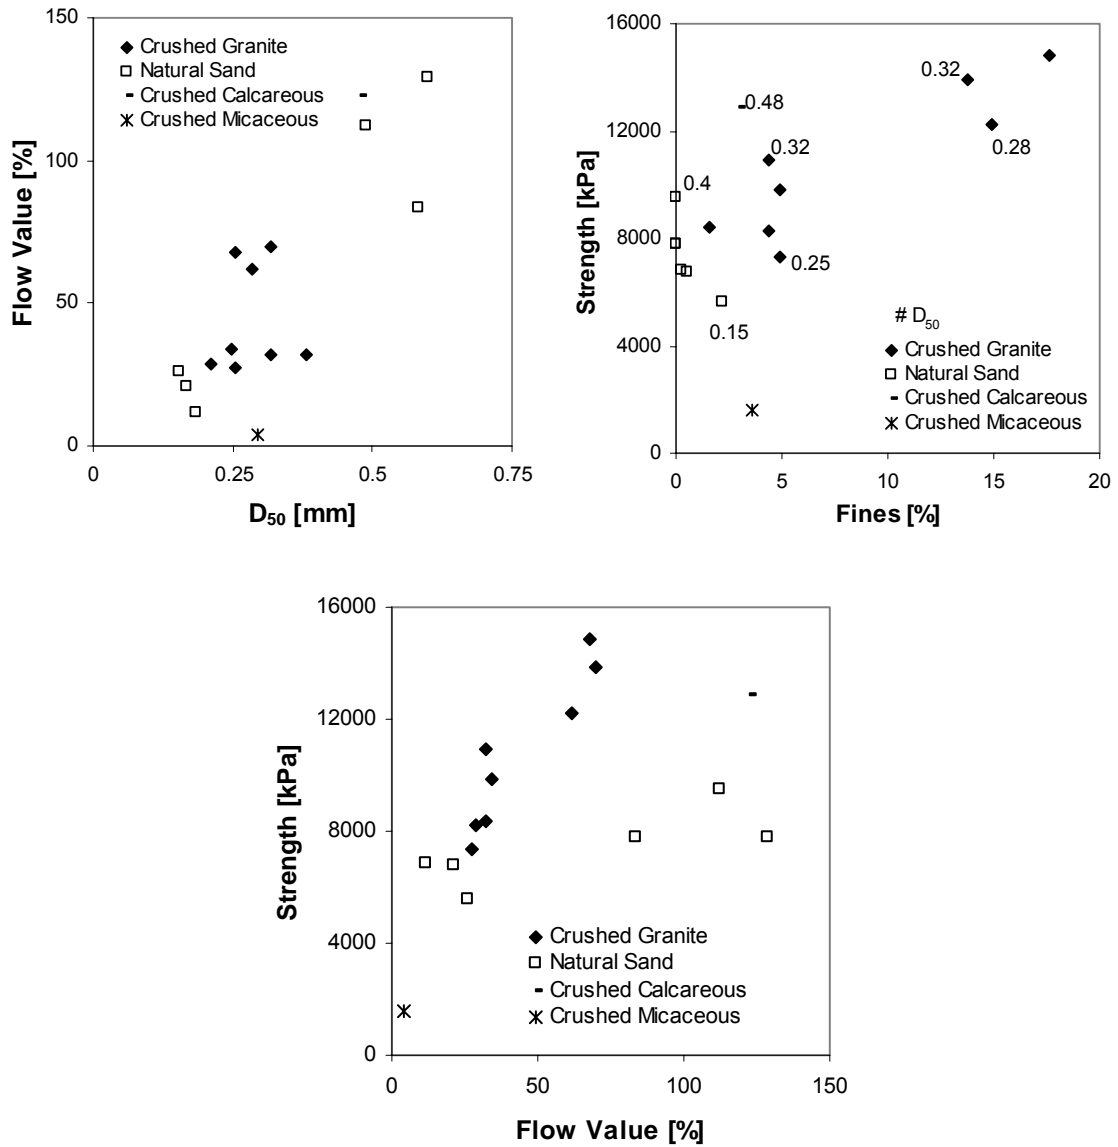 150
100
50
0
Flow Value [%]
◆ Crushed Granite
□ Natural Sand
- Crushed Calcareous
ж Crushed Micaceous
0 0.25 0.5 0.75
D₅₀ [mm]
16000
12000
8000
4000
0
Strength [kPa]
0.32
0.48
0.32
0.28
0.4
0.25
0.15
# D₅₀
◆ Crushed Granite
□ Natural Sand
- Crushed Calcareous
ж Crushed Micaceous
0 5 10 15 20
Fines [%]
16000
12000
8000
4000
0
Strength [kPa]
◆ Crushed Granite
□ Natural Sand
- Crushed Calcareous
ж Crushed Micaceous
0 50 100 150
Flow Value [%]